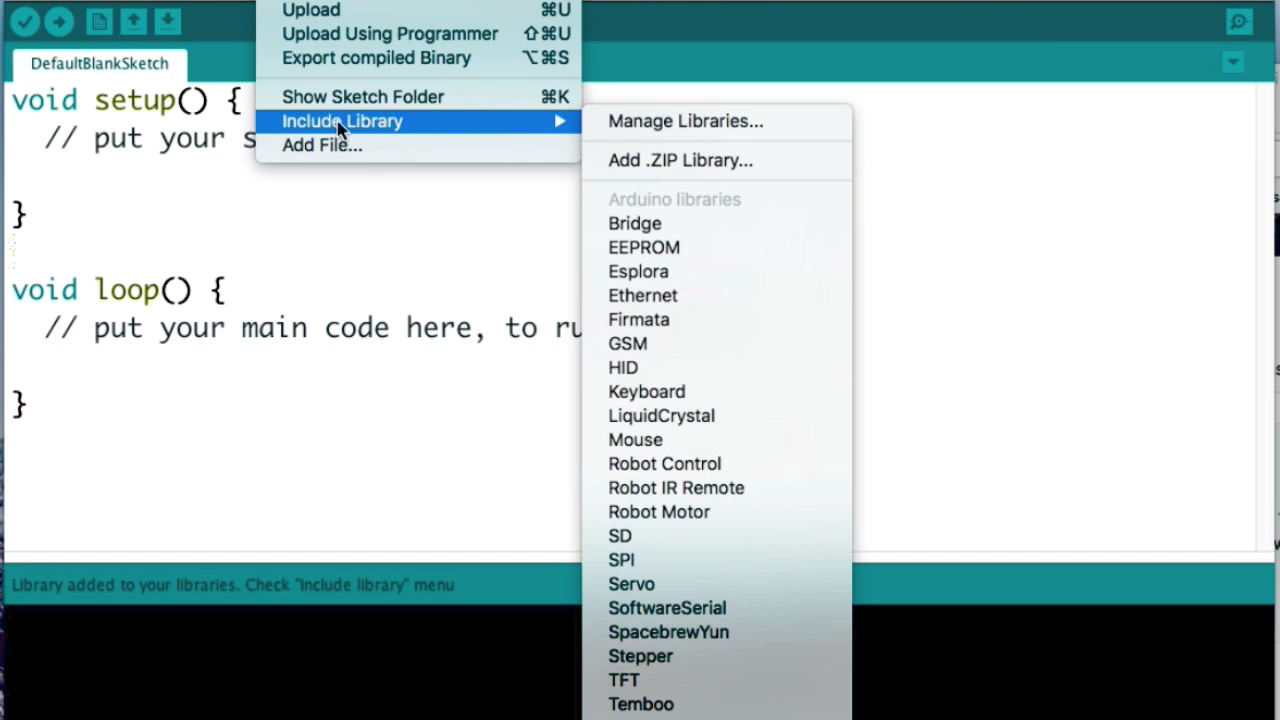 Upload ⌘U
Upload Using Programmer ⇧⌘U
Export compiled Binary ⌥⌘S
Show Sketch Folder ⌘K
Include Library
Add File...
DefaultBlankSketch
void setup() {
// put your s
}
void loop() {
// put your main code here, to ru
}
Manage Libraries...
Add .ZIP Library...
Arduino libraries
Bridge
EEPROM
Esplora
Ethernet
Firmata
GSM
HID
Keyboard
LiquidCrystal
Mouse
Robot Control
Robot IR Remote
Robot Motor
SD
SPI
Servo
SoftwareSerial
SpacebrewYun
Stepper
TFT
Temboo
Library added to your libraries. Check "Include library" menu